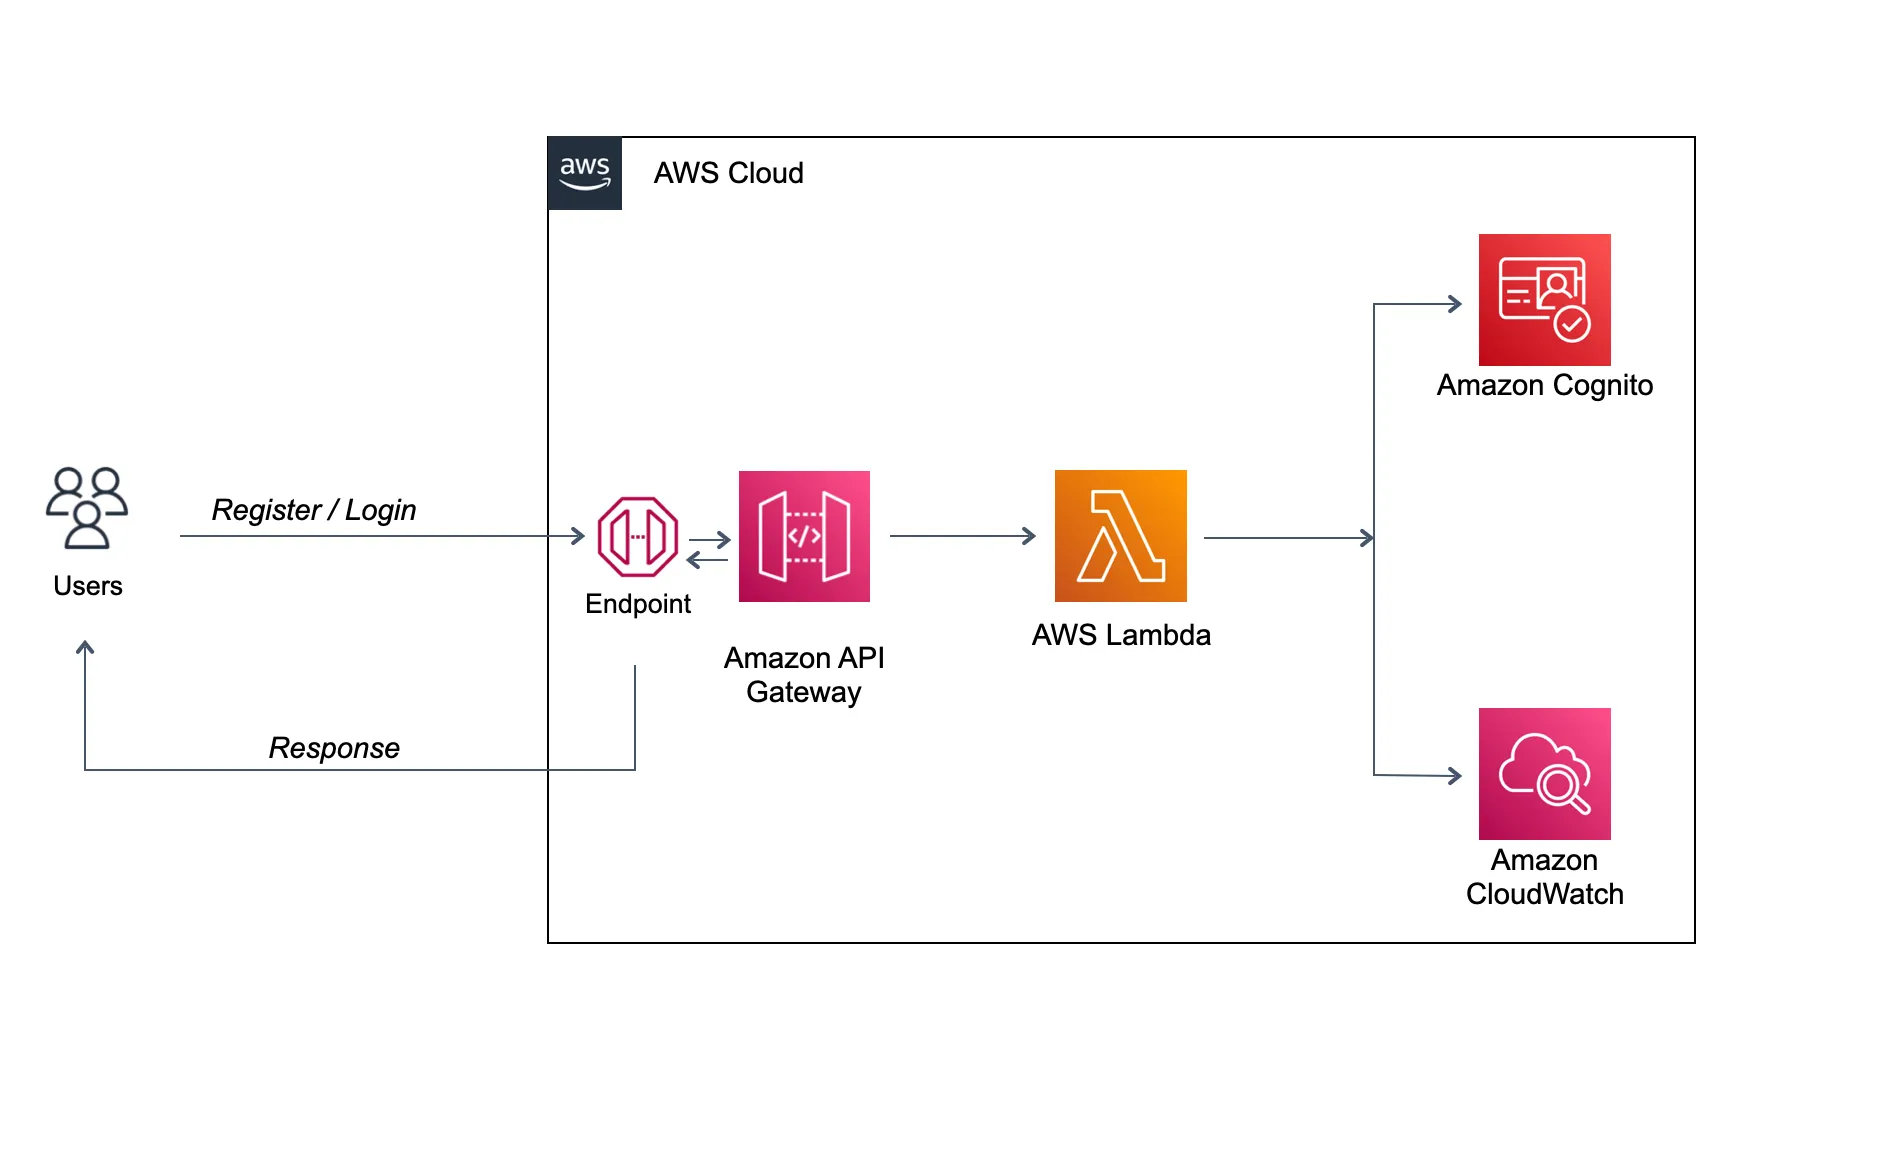 aws
AWS Cloud
Amazon Cognito
Register / Login
Users
Endpoint
</>
Amazon API
Gateway
AWS Lambda
Response
Amazon
CloudWatch